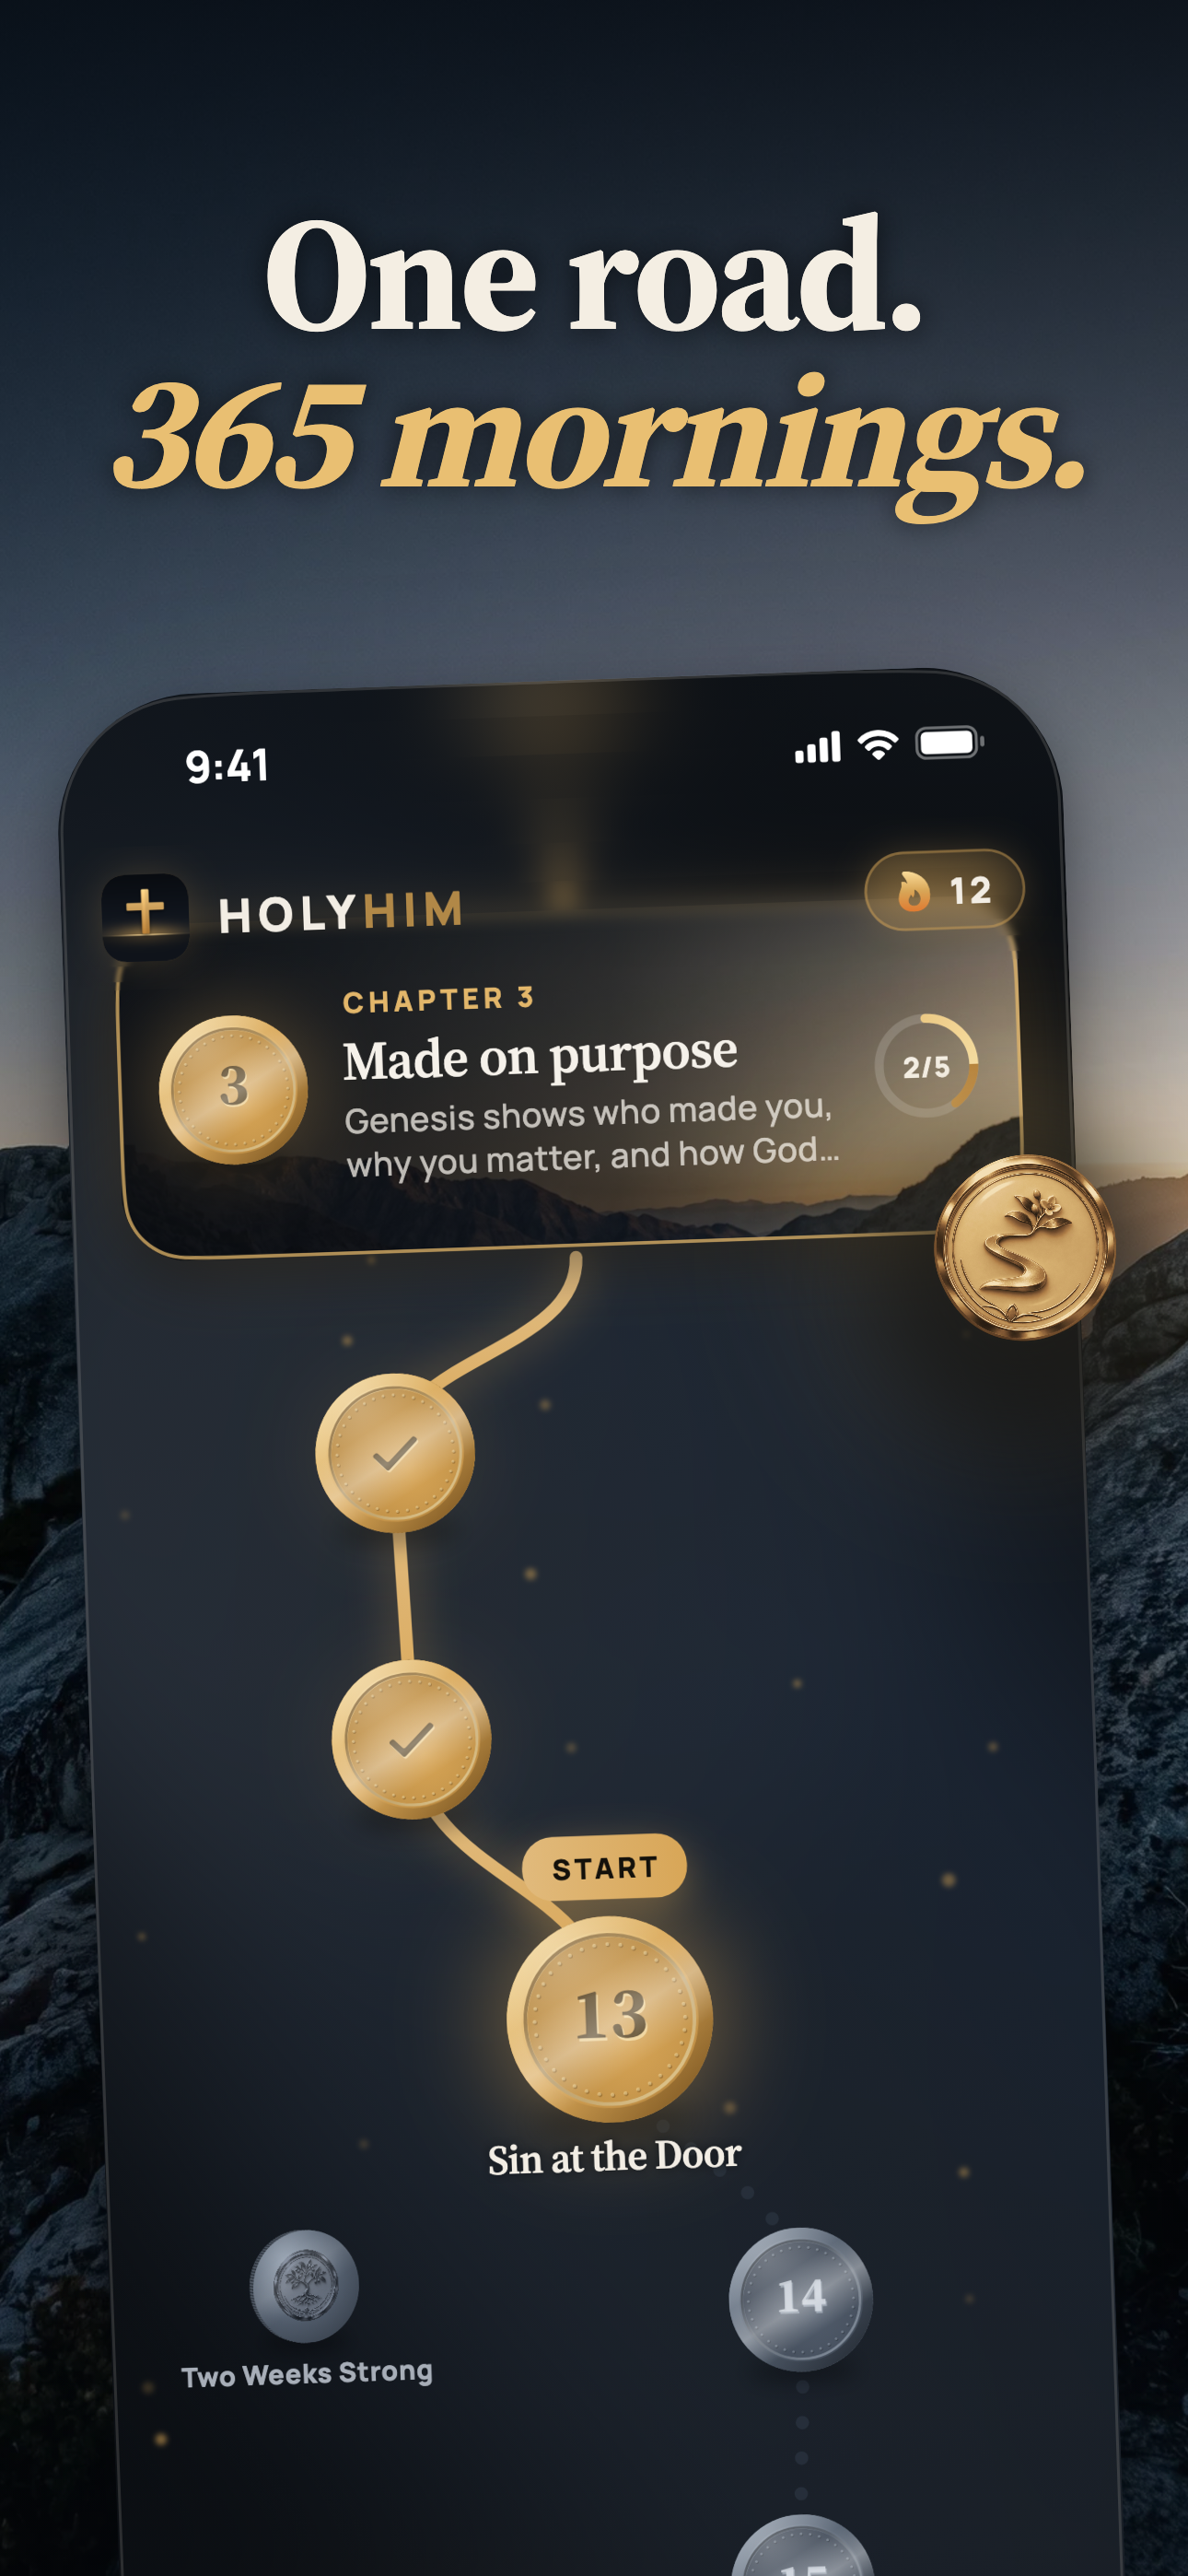 One road.
365 mornings.
9:41
HOLYHIM
12
CHAPTER 3
3
Made on purpose
2/5
Genesis shows who made you,
why you matter, and how God...
START
13
Sin at the Door
14
Two Weeks Strong